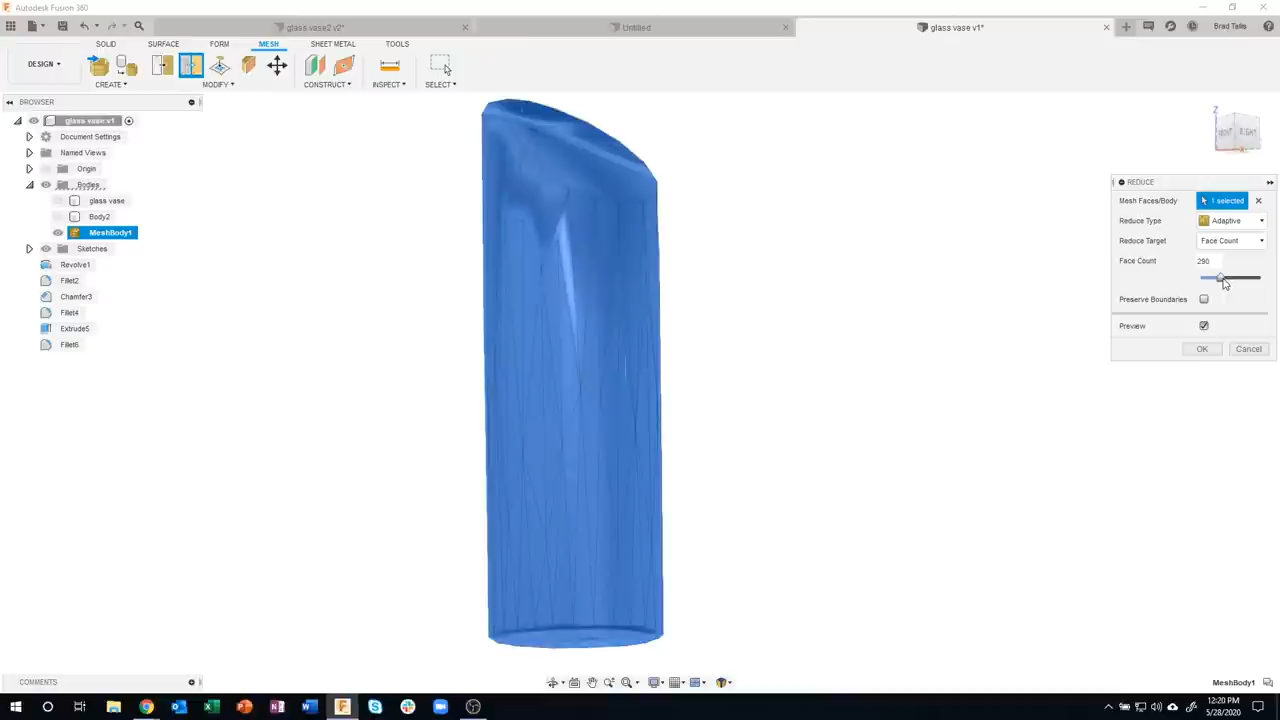 Autodesk Fusion 360
glass vase2 v2*
Untitled
glass vase v1*
Brad Tallis
SOLID
SURFACE
FORM
MESH
SHEET METAL
TOOLS
DESIGN
CREATE
MODIFY
CONSTRUCT
INSPECT
SELECT
BROWSER
glass vase v1
Document Settings
Named Views
Origin
Bodies
glass vase
Body2
MeshBody1
Sketches
Revolve1
Fillet2
Chamfer3
Fillet4
Extrude5
Fillet6
Z
FRONT
RIGHT
REDUCE
Mesh Faces/Body
1 selected
Reduce Type
Adaptive
Reduce Target
Face Count
Face Count
290
Preserve Boundaries
Preview
OK
Cancel
COMMENTS
MeshBody1
12:20 PM
5/28/2020